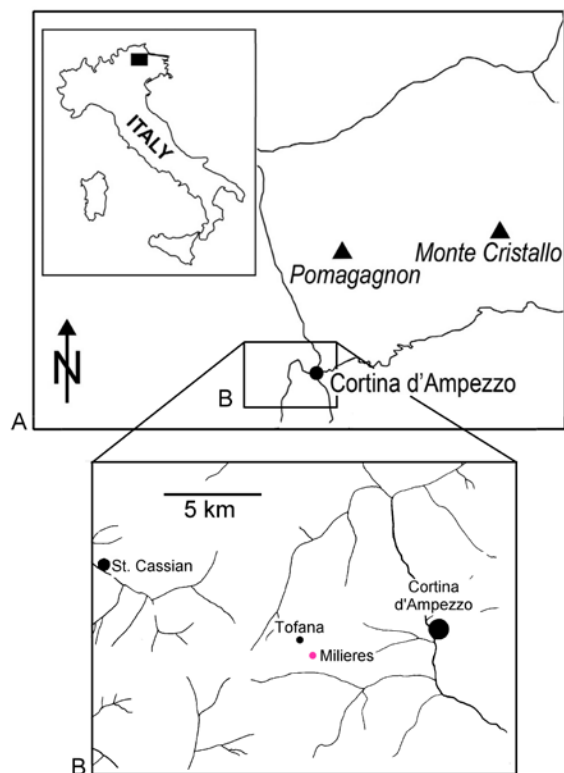 ITALY
Pomagagnon
Monte Cristallo
N
Cortina d'Ampezzo
B
A
5 km
St. Cassian
Cortina
d'Ampezzo
Tofana
Milieres
B